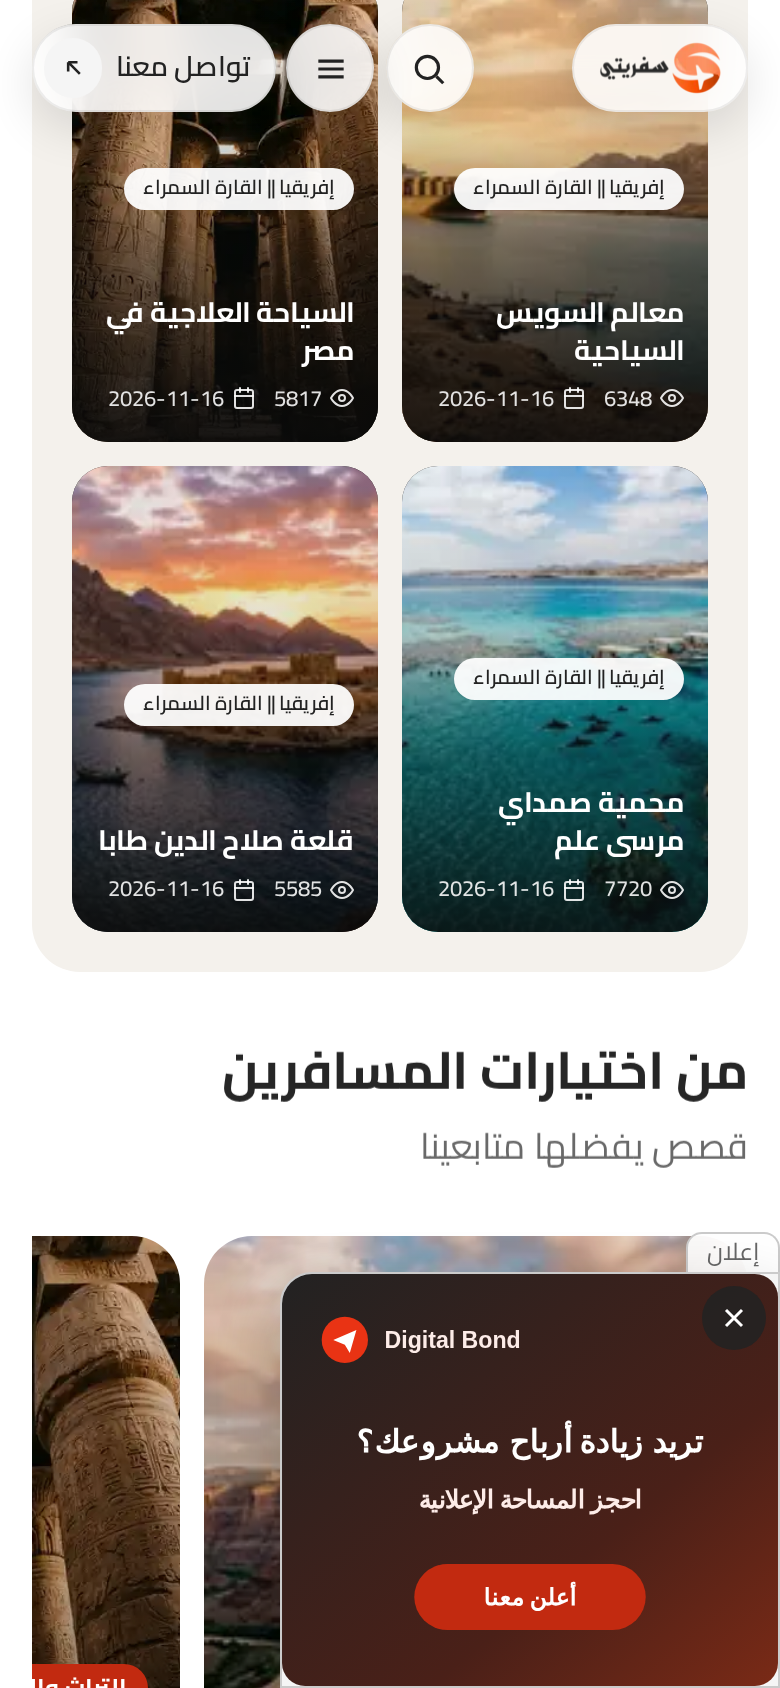 سفريتي
تواصل معنا
إفريقيا || القارة السمراء
معالم السويس
السياحية
6348 2026-11-16
إفريقيا || القارة السمراء
السياحة العلاجية في
مصر
5817 2026-11-16
إفريقيا || القارة السمراء
محمية صمداي
مرسى علم
7720 2026-11-16
إفريقيا || القارة السمراء
قلعة صلاح الدين طابا
5585 2026-11-16
من اختيارات المسافرين
قصص يفضلها متابعينا
إعلان
Digital Bond
تريد زيادة أرباح مشروعك؟
احجز المساحة الإعلانية
أعلن معنا
التراث